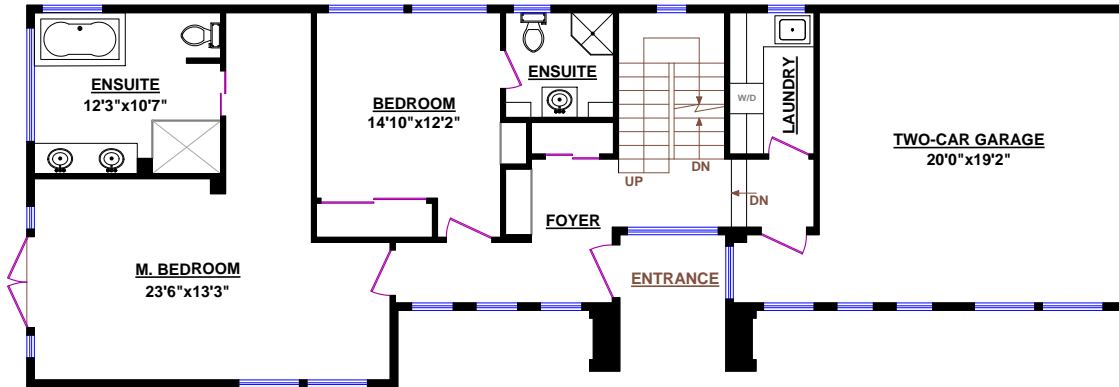 ENSUITE
12'3"x10'7"
BEDROOM
14'10"x12'2"
ENSUITE
W/D
LAUNDRY
TWO-CAR GARAGE
20'0"x19'2"
UP
DN
DN
FOYER
M. BEDROOM
23'6"x13'3"
ENTRANCE